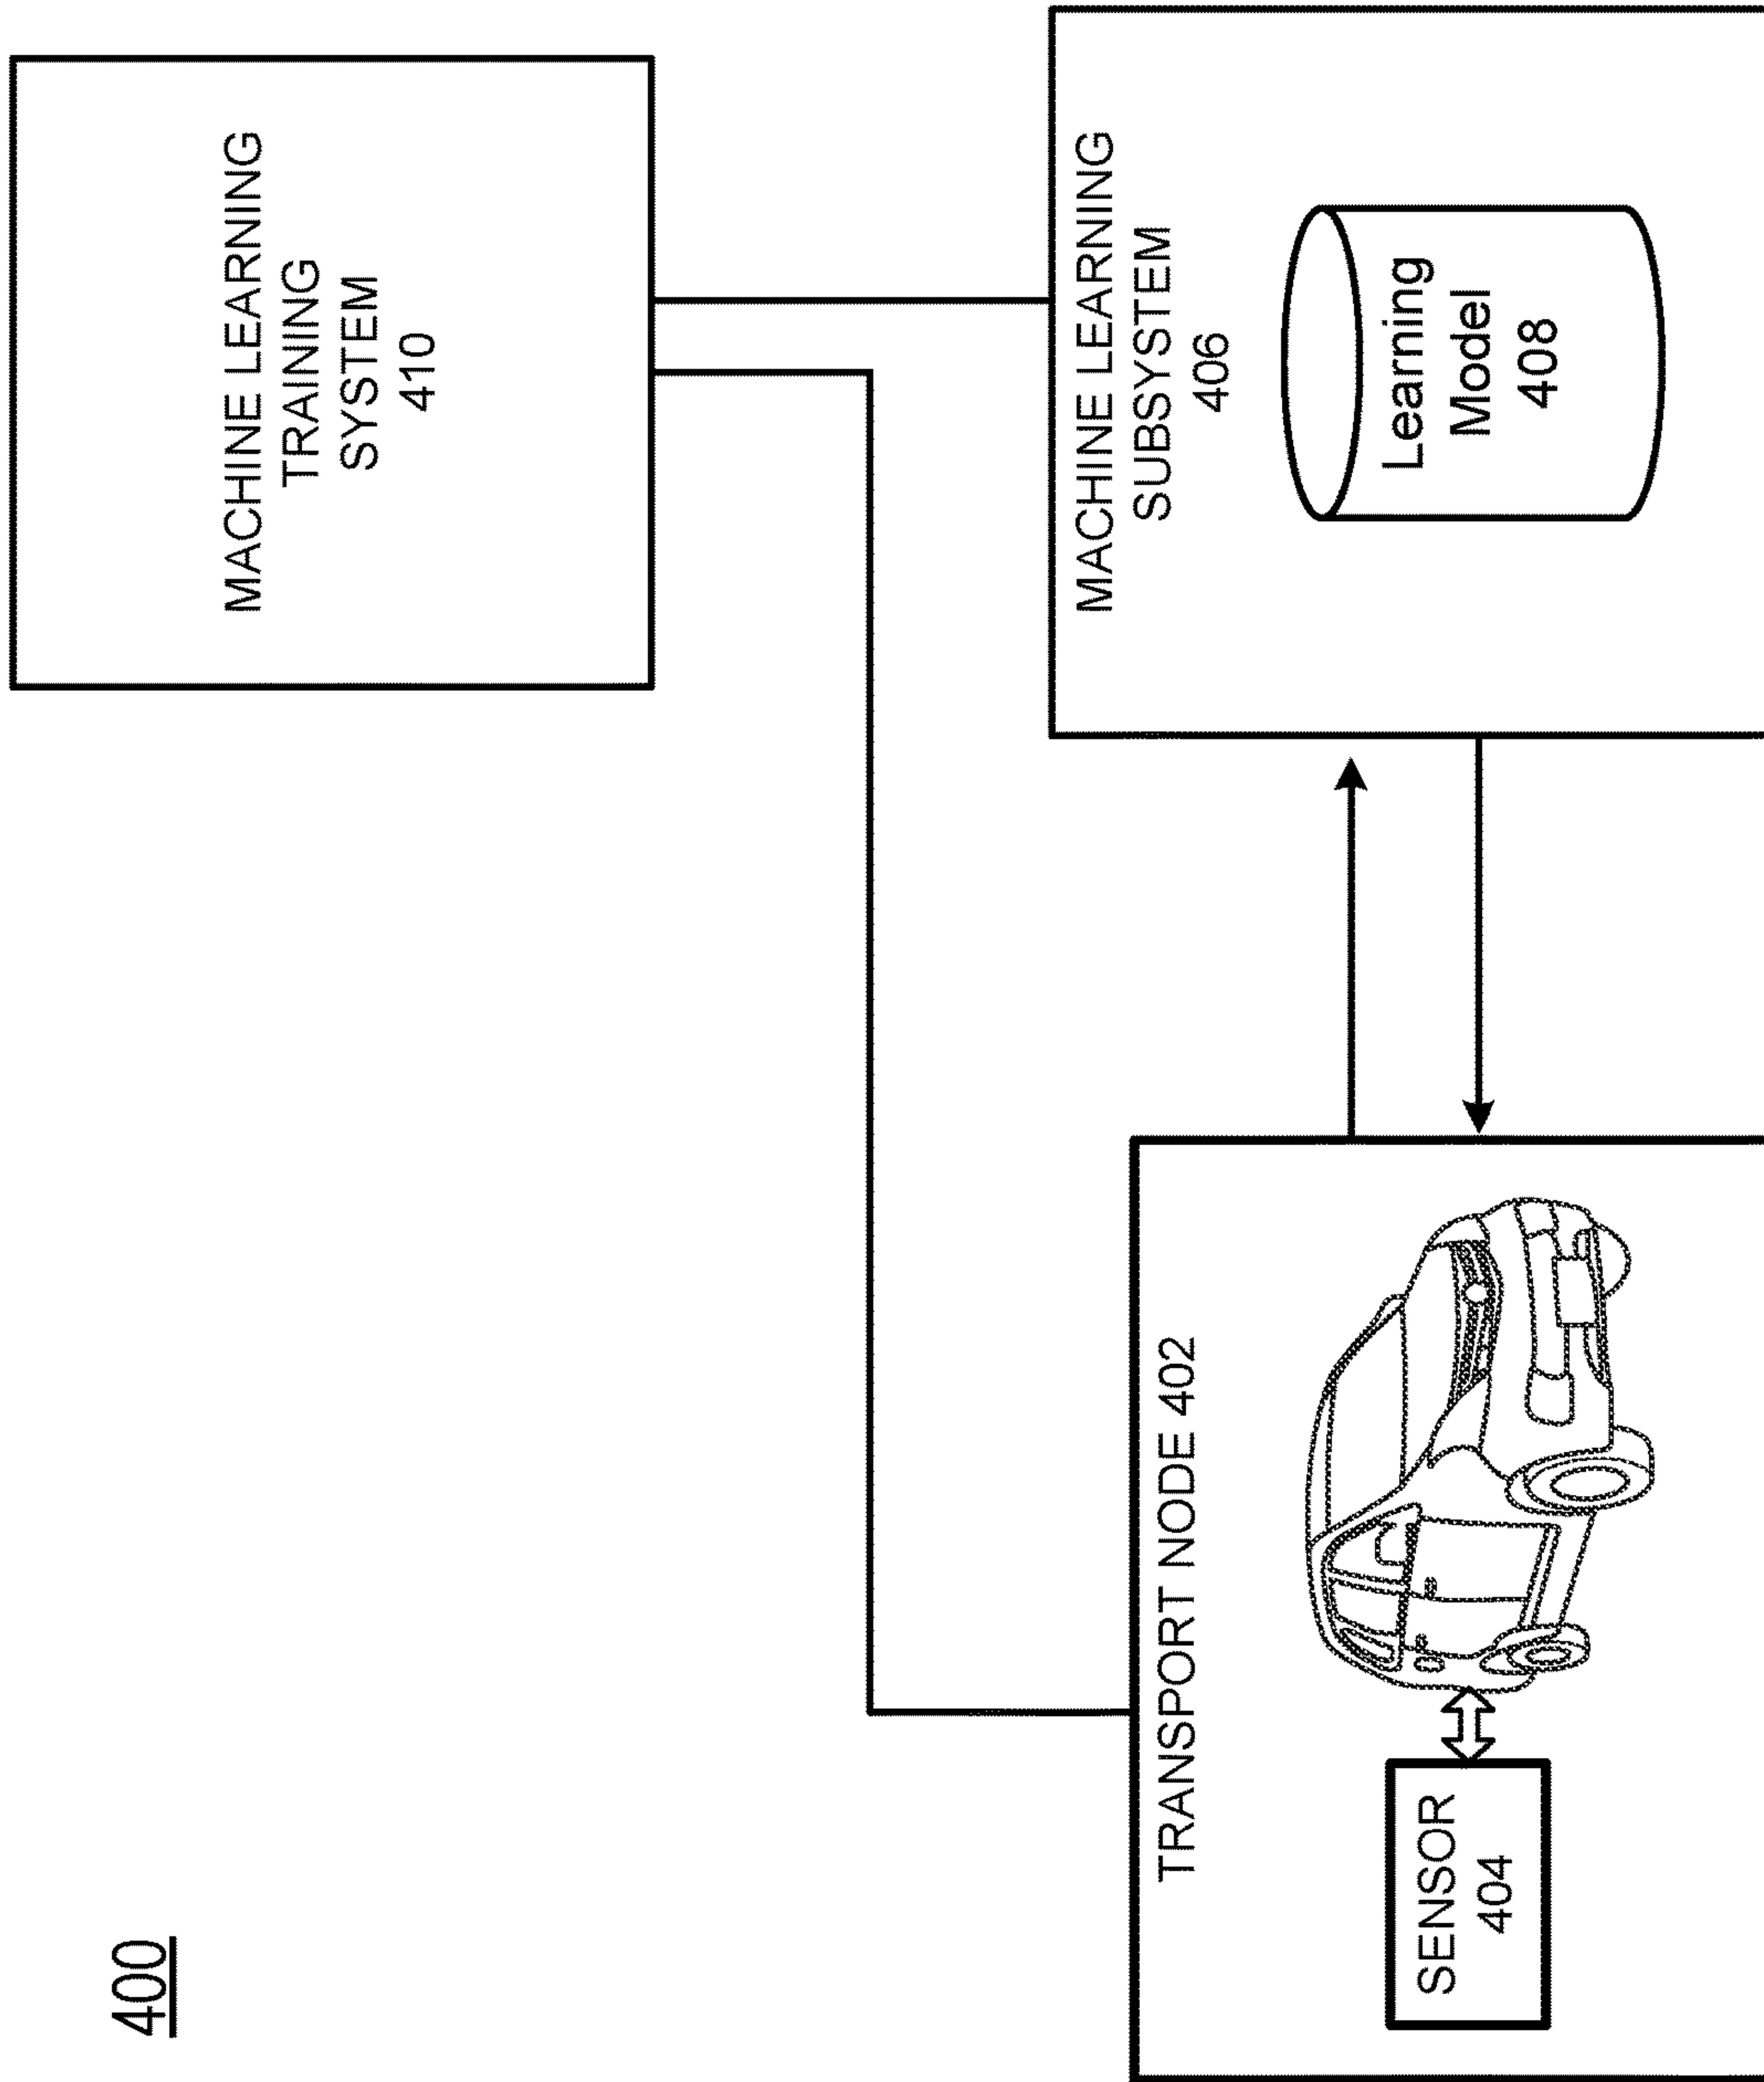 400
MACHINE LEARNING
TRAINING
SYSTEM
410
TRANSPORT NODE 402
SENSOR
404
MACHINE LEARNING
SUBSYSTEM
406
Learning
Model
408